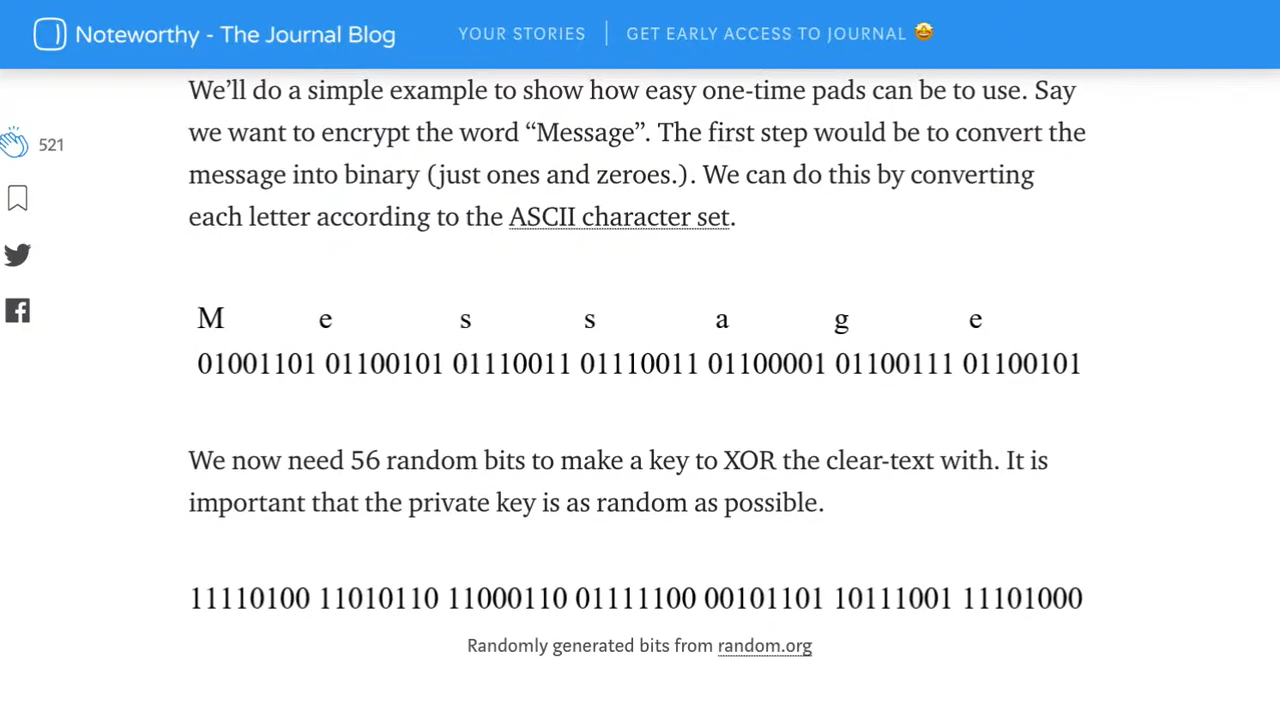 Noteworthy - The Journal Blog YOUR STORIES GET EARLY ACCESS TO JOURNAL 🤩
We’ll do a simple example to show how easy one-time pads can be to use. Say
we want to encrypt the word “Message”. The first step would be to convert the
message into binary (just ones and zeroes.). We can do this by converting
each letter according to the ASCII character set.
521
M e s s a g e
01001101 01100101 01110011 01110011 01100001 01100111 01100101
We now need 56 random bits to make a key to XOR the clear-text with. It is
important that the private key is as random as possible.
11110100 11010110 11000110 01111100 00101101 10111001 11101000
Randomly generated bits from random.org